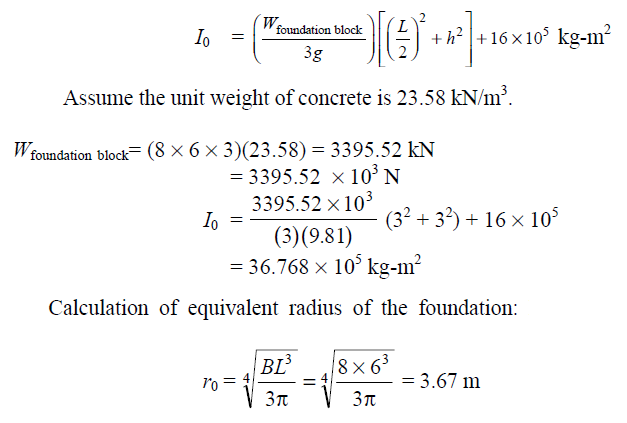 I₀ = (W foundation block / 3g) [(L/2)² + h²] + 16 × 10⁵ kg-m²
Assume the unit weight of concrete is 23.58 kN/m³.
W foundation block = (8 × 6 × 3)(23.58) = 3395.52 kN
= 3395.52 × 10³ N
I₀ = 3395.52 × 10³ / (3)(9.81) (3² + 3²) + 16 × 10⁵
= 36.768 × 10⁵ kg-m²
Calculation of equivalent radius of the foundation:
r₀ = ⁴√(BL³ / 3π) = ⁴√(8 × 6³ / 3π) = 3.67 m